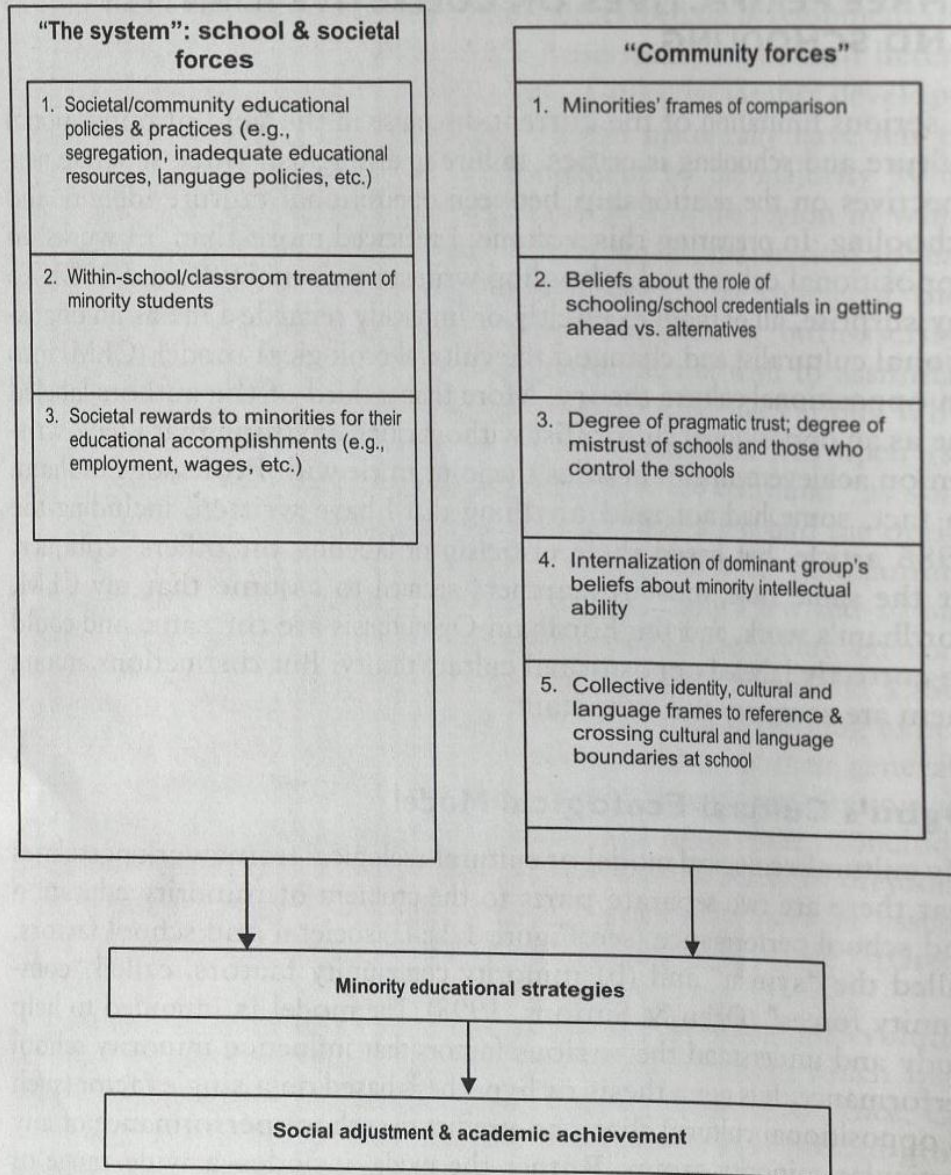 “The system”: school & societal
forces
1. Societal/community educational
policies & practices (e.g.,
segregation, inadequate educational
resources, language policies, etc.)
2. Within-school/classroom treatment of
minority students
3. Societal rewards to minorities for their
educational accomplishments (e.g.,
employment, wages, etc.)
“Community forces”
1. Minorities’ frames of comparison
2. Beliefs about the role of
schooling/school credentials in getting
ahead vs. alternatives
3. Degree of pragmatic trust; degree of
mistrust of schools and those who
control the schools
4. Internalization of dominant group’s
beliefs about minority intellectual
ability
5. Collective identity, cultural and
language frames to reference &
crossing cultural and language
boundaries at school
Minority educational strategies
Social adjustment & academic achievement